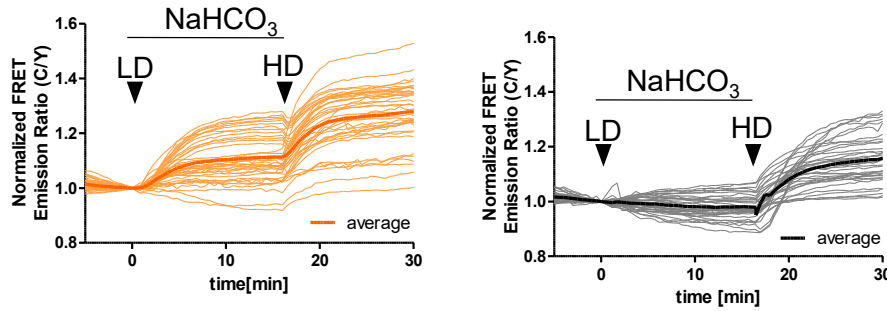 NaHCO₃
LD
HD
Normalized FRET
Emission Ratio (C/Y)
1.6
1.4
1.2
1.0
0.8
0
10
20
30
time[min]
average
NaHCO₃
LD
HD
Normalized FRET
Emission Ratio (C/Y)
1.6
1.4
1.2
1.0
0.8
0
10
20
30
time [min]
average